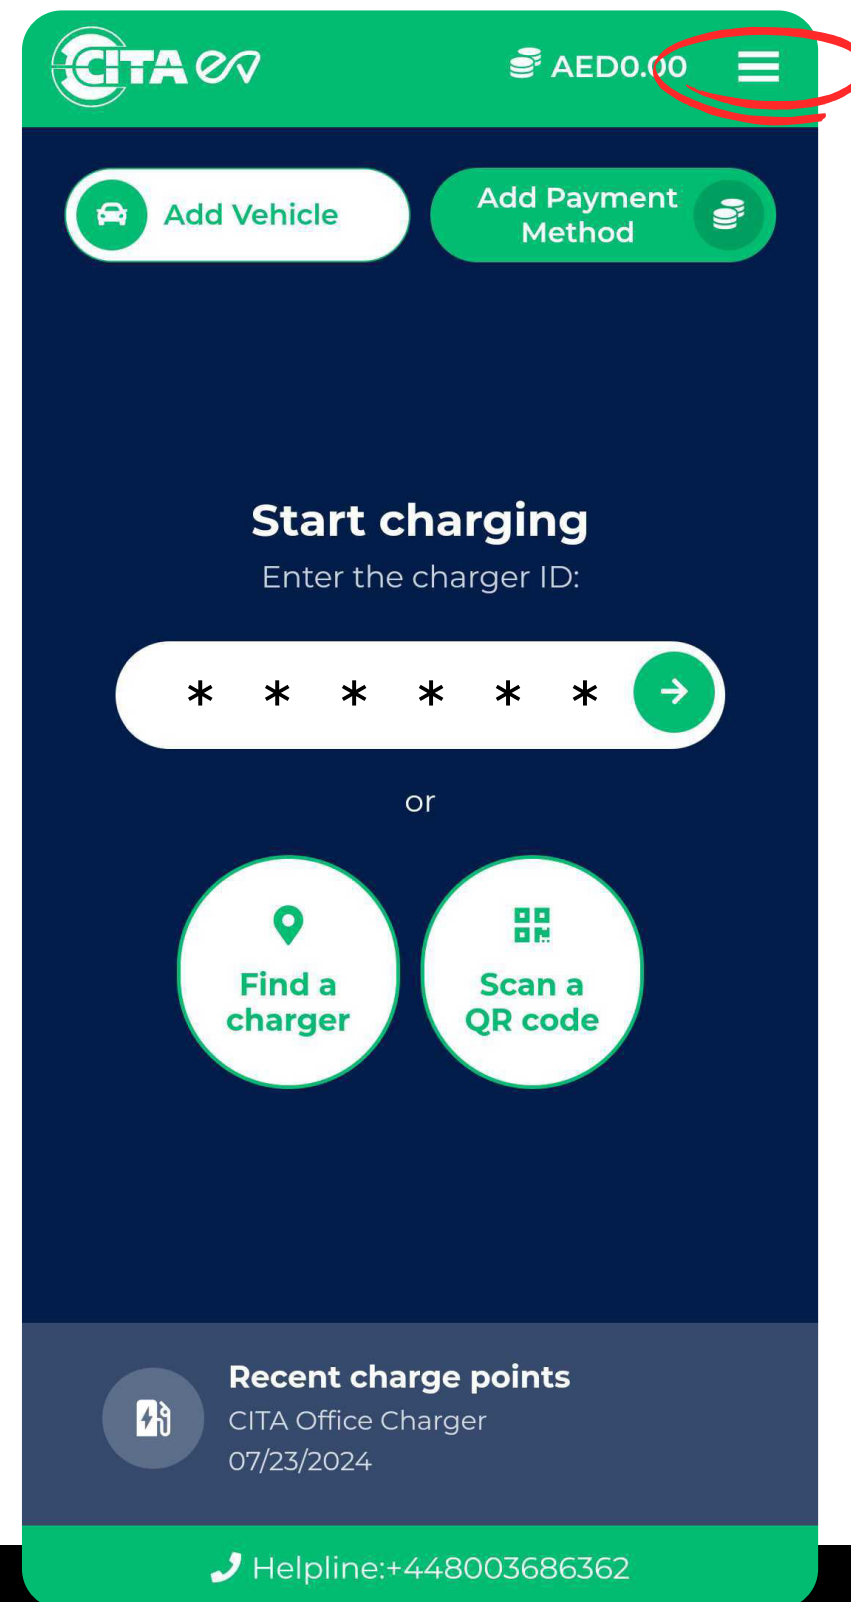 CITA ev
AED0.00
Add Vehicle
Add Payment
Method
Start charging
Enter the charger ID:
* * * * * *
or
Find a
charger
Scan a
QR code
Recent charge points
CITA Office Charger
07/23/2024
Helpline:+448003686362